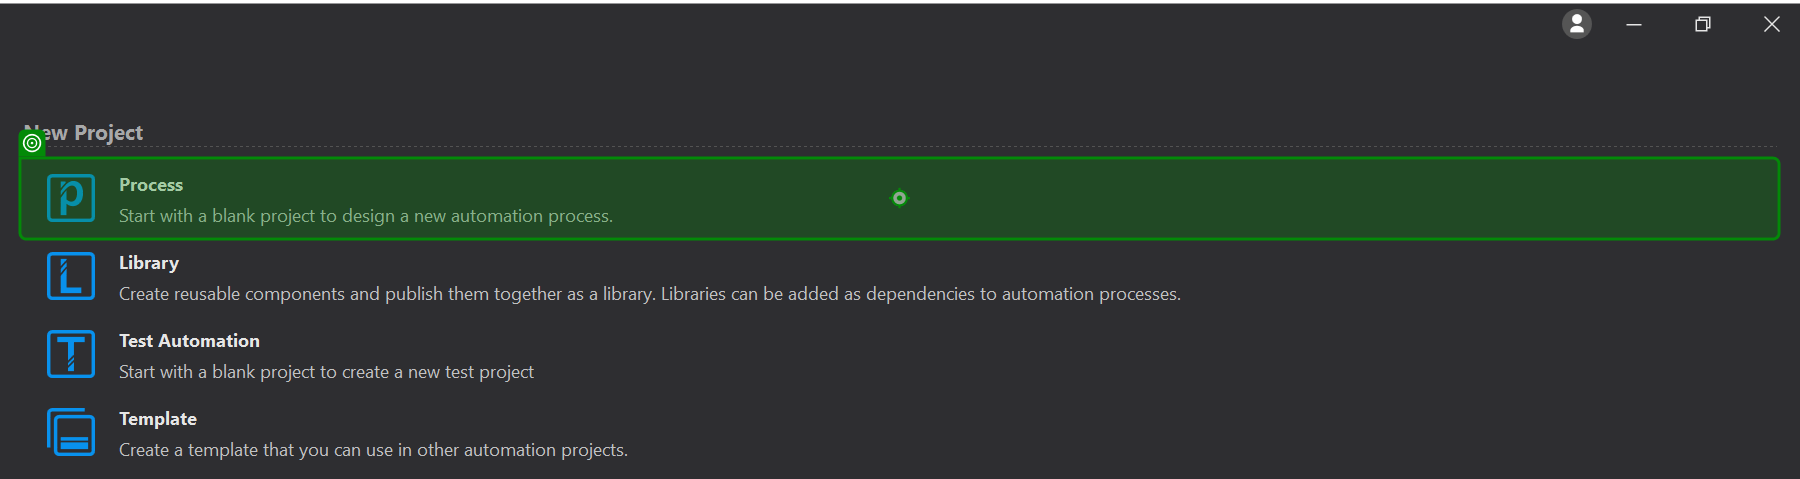 New Project
Process
Start with a blank project to design a new automation process.
Library
Create reusable components and publish them together as a library. Libraries can be added as dependencies to automation processes.
Test Automation
Start with a blank project to create a new test project
Template
Create a template that you can use in other automation projects.